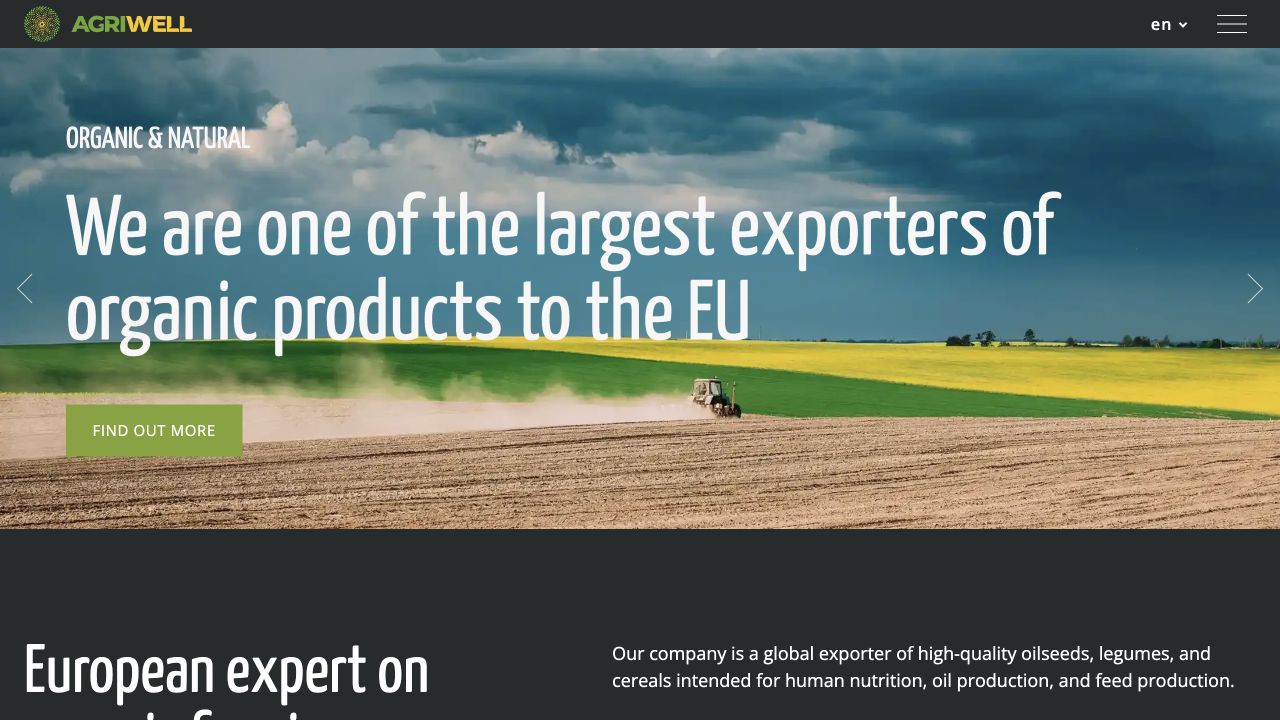 AGRIWELL
en
ORGANIC & NATURAL
We are one of the largest exporters of
organic products to the EU
FIND OUT MORE
European expert on
Our company is a global exporter of high-quality oilseeds, legumes, and
cereals intended for human nutrition, oil production, and feed production.